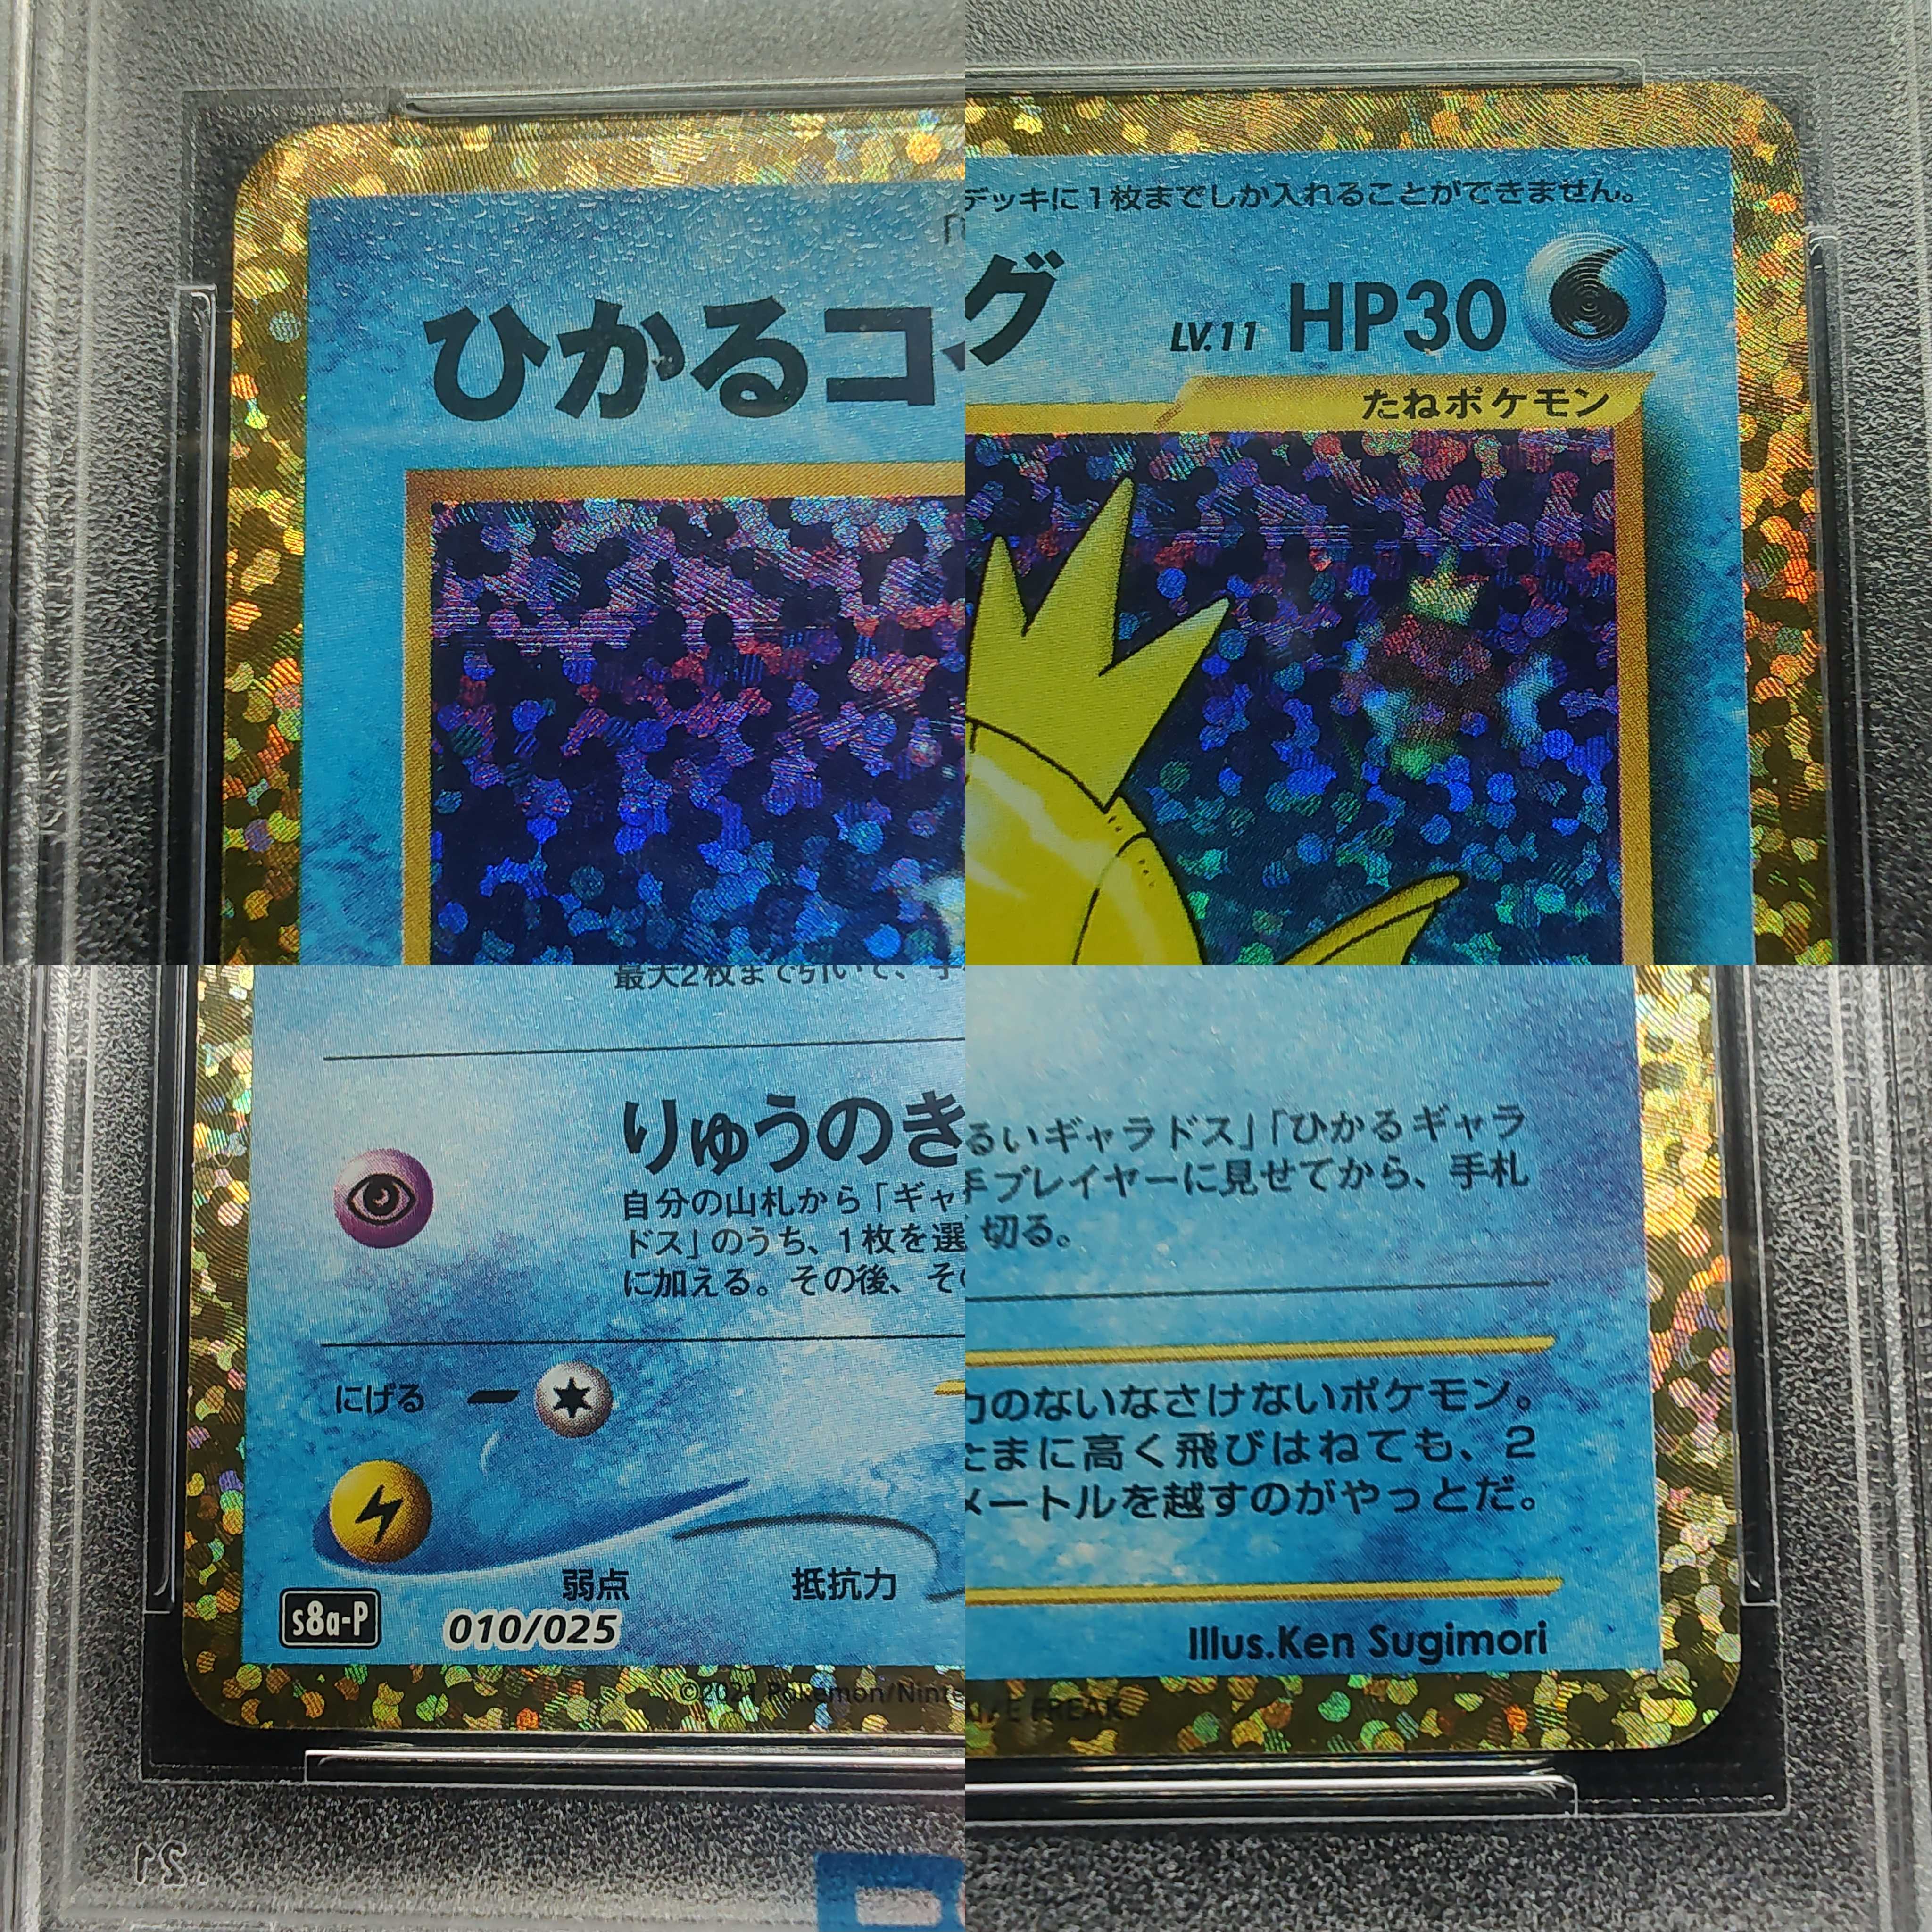 デッキに1枚までしか入れることができません。
ひかるコ
グ LV.11 HP30
たねポケモン
最大2枚まで引いて、手
りゅうのき
自分の山札から「ギャ
ドス」のうち、1枚を選
に加える。その後、そ
るいギャラドス」「ひかるギャラ
手プレイヤーに見せてから、手札
切る。
にげる
弱点 抵抗力
s8a-P 010/025
力のないなさけないポケモン。
たまに高く飛びはねても、2
メートルを越すのがやっとだ。
Illus.Ken Sugimori
©2021 Pokémon/Ninte
FREAK
21